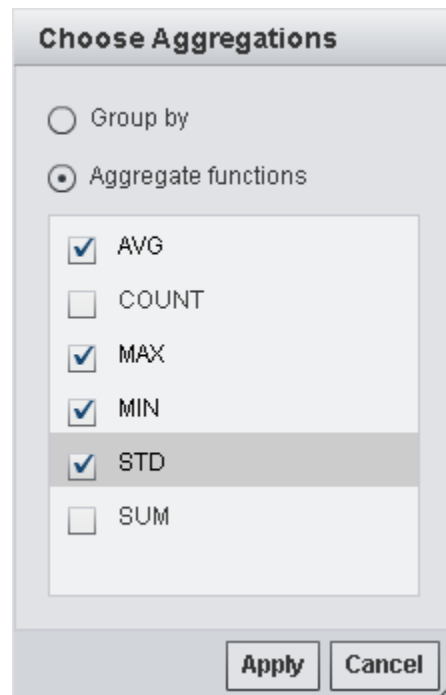 Choose Aggregations
Group by
Aggregate functions
AVG
COUNT
MAX
MIN
STD
SUM
Apply Cancel